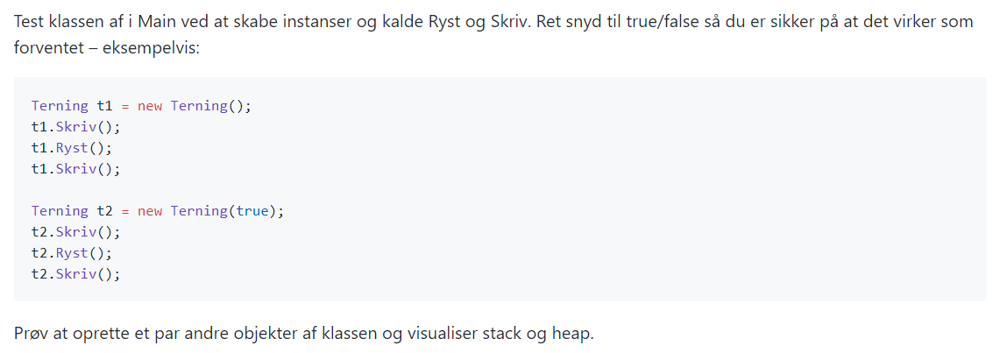 Test klassen af i Main ved at skabe instanser og kalde Ryst og Skriv. Ret snyd til true/false så du er sikker på at det virker som
forventet – eksempelvis:
Terning t1 = new Terning();
t1.Skriv();
t1.Ryst();
t1.Skriv();
Terning t2 = new Terning(true);
t2.Skriv();
t2.Ryst();
t2.Skriv();
Prøv at oprette et par andre objekter af klassen og visualiser stack og heap.